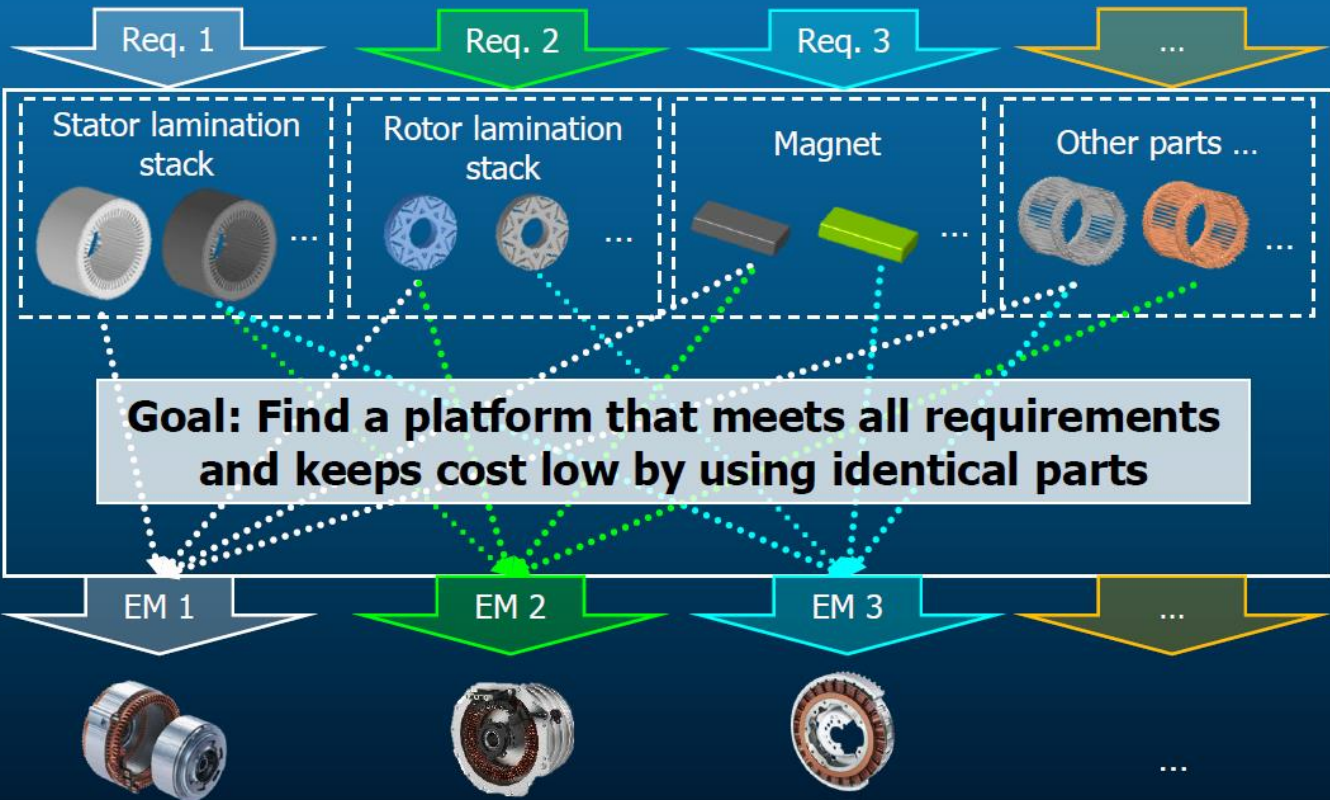 Req. 1
Req. 2
Req. 3
...
Stator lamination
stack
Rotor lamination
stack
Magnet
Other parts ...
...
...
...
...
Goal: Find a platform that meets all requirements
and keeps cost low by using identical parts
EM 1
EM 2
EM 3
...
...